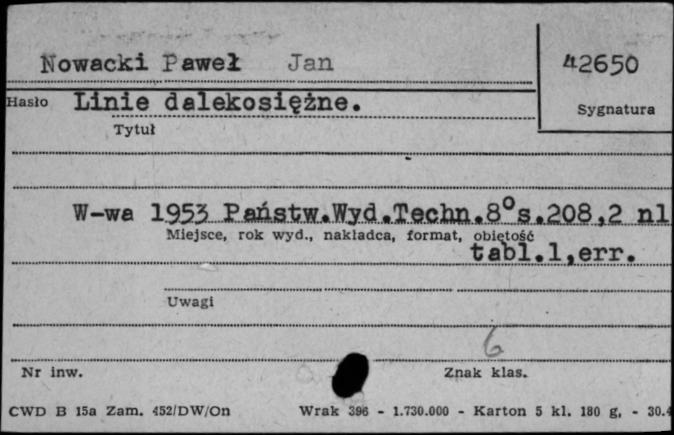 Nowacki Paweł Jan
42650
Hasło Linie dalekosiężne.
Sygnatura
Tytuł
W-wa 1953 Państw.Wyd.Techn.8°s.208,2 nl
Miejsce, rok wyd., nakładca, format, objętość
tabl.1,err.
Uwagi
6
Nr inw.
Znak klas.
CWD B 15a Zam. 452/DW/On Wrak 396 - 1.730.000 - Karton 5 kl. 180 g, - 30.4